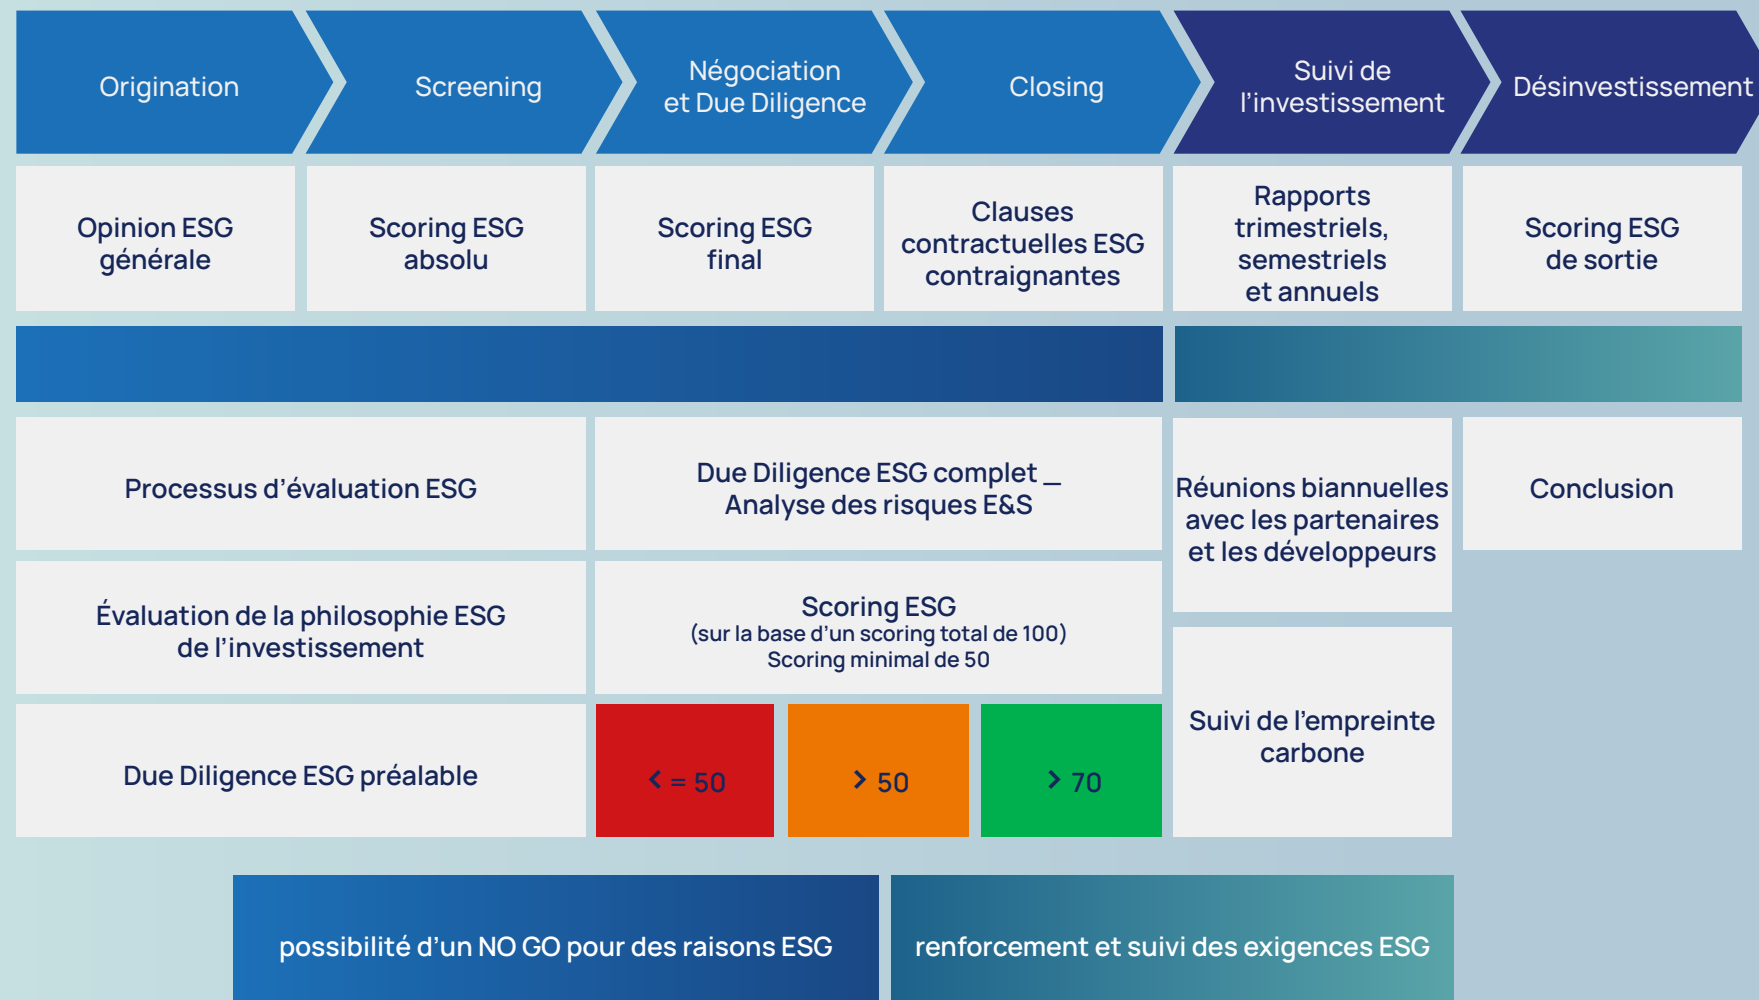 Origination
Screening
Négociation
et Due Diligence
Closing
Suivi de
l’investissement
Désinvestissement
Opinion ESG
générale
Scoring ESG
absolu
Scoring ESG
final
Clauses
contractuelles ESG
contraignantes
Rapports
trimestriels,
semestriels
et annuels
Scoring ESG
de sortie
Processus d’évaluation ESG
Due Diligence ESG complet _
Analyse des risques E&S
Réunions biannuelles
avec les partenaires
et les développeurs
Conclusion
Évaluation de la philosophie ESG
de l’investissement
Scoring ESG
(sur la base d’un scoring total de 100)
Scoring minimal de 50
Due Diligence ESG préalable
< = 50
> 50
> 70
Suivi de l’empreinte
carbone
possibilité d’un NO GO pour des raisons ESG
renforcement et suivi des exigences ESG